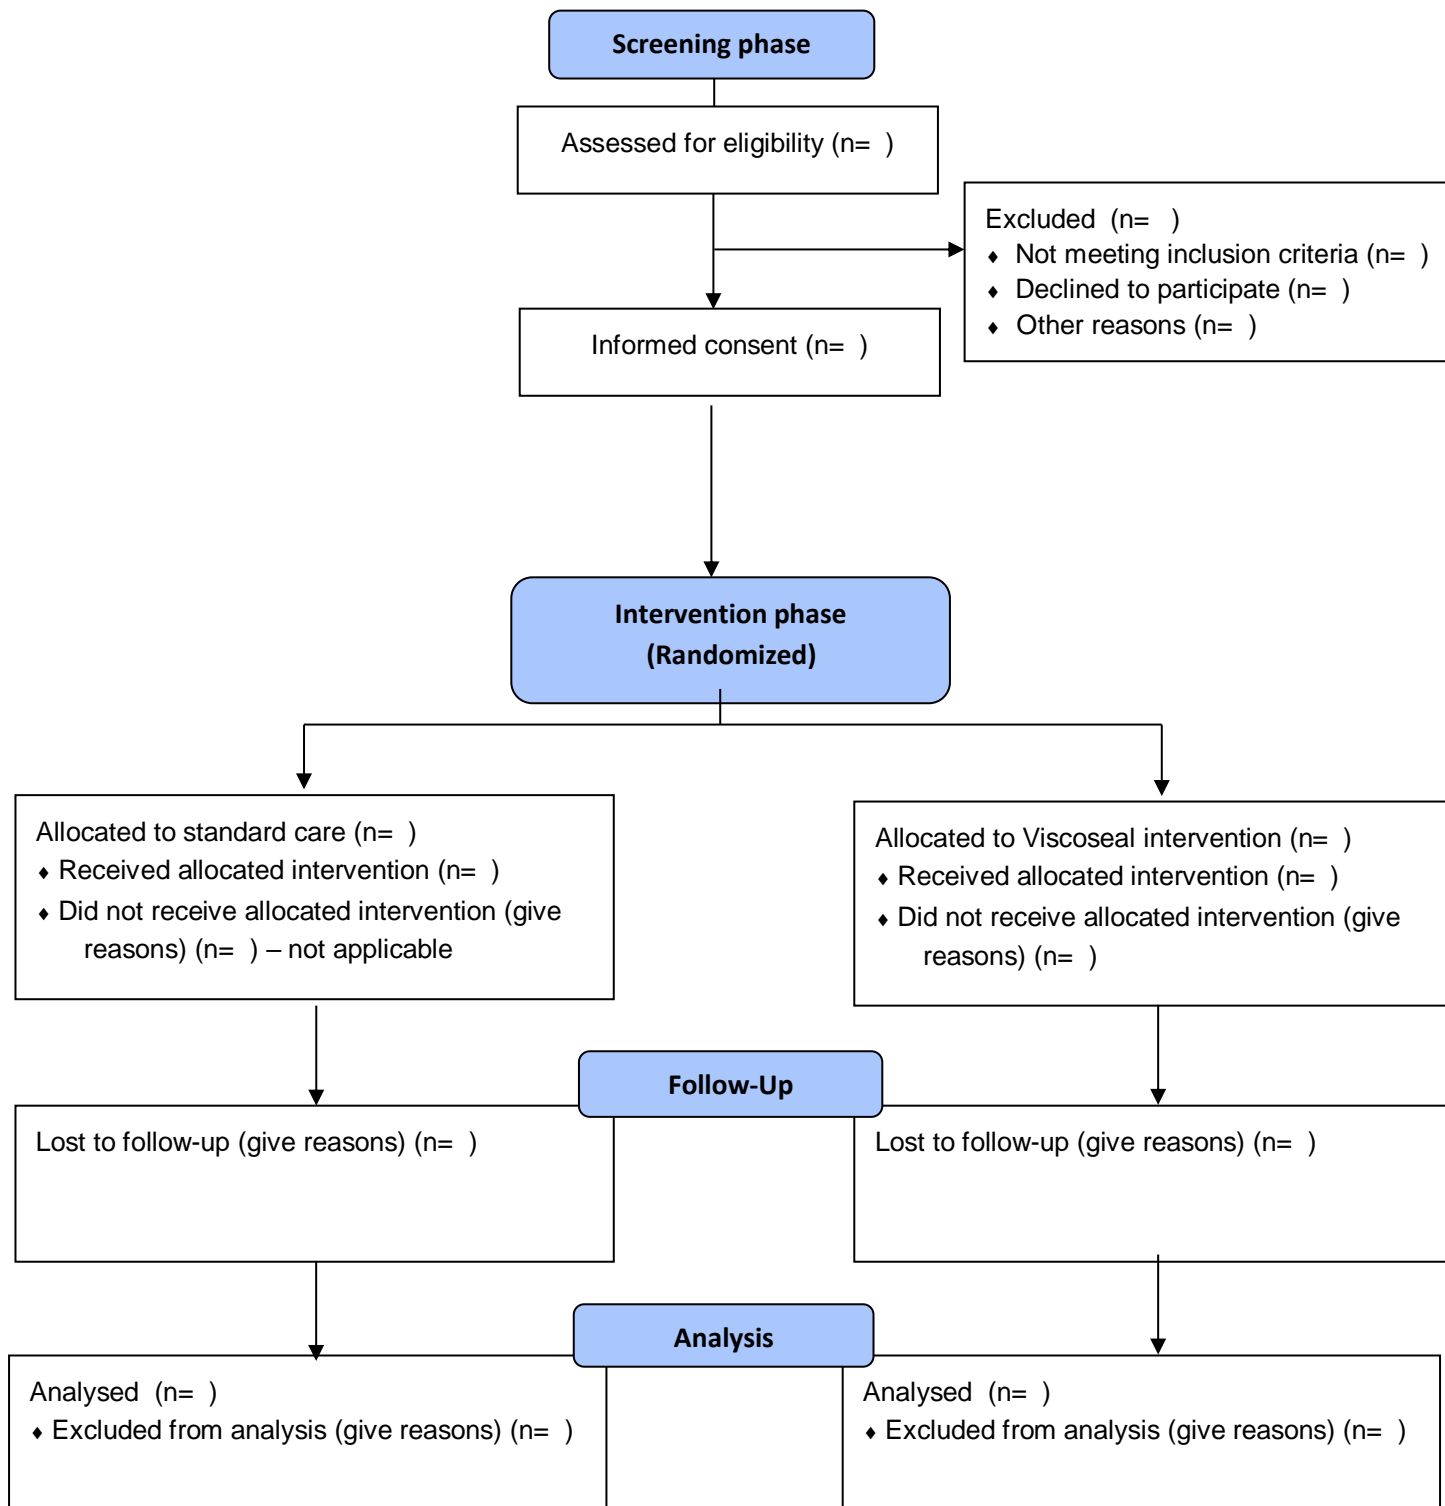 Screening phase
Assessed for eligibility (n=  )
Excluded  (n=   )
♦ Not meeting inclusion criteria (n=  )
♦ Declined to participate (n=  )
♦ Other reasons (n=  )
Informed consent (n=  )
Intervention phase
(Randomized)
Allocated to standard care (n=  )
♦ Received allocated intervention (n=  )
♦ Did not receive allocated intervention (give
reasons) (n=  ) – not applicable
Allocated to Viscoseal intervention (n=  )
♦ Received allocated intervention (n=  )
♦ Did not receive allocated intervention (give
reasons) (n=  )
Follow-Up
Lost to follow-up (give reasons) (n=  )
Lost to follow-up (give reasons) (n=  )
Analysis
Analysed  (n=  )
♦ Excluded from analysis (give reasons) (n=  )
Analysed  (n=  )
♦ Excluded from analysis (give reasons) (n=  )